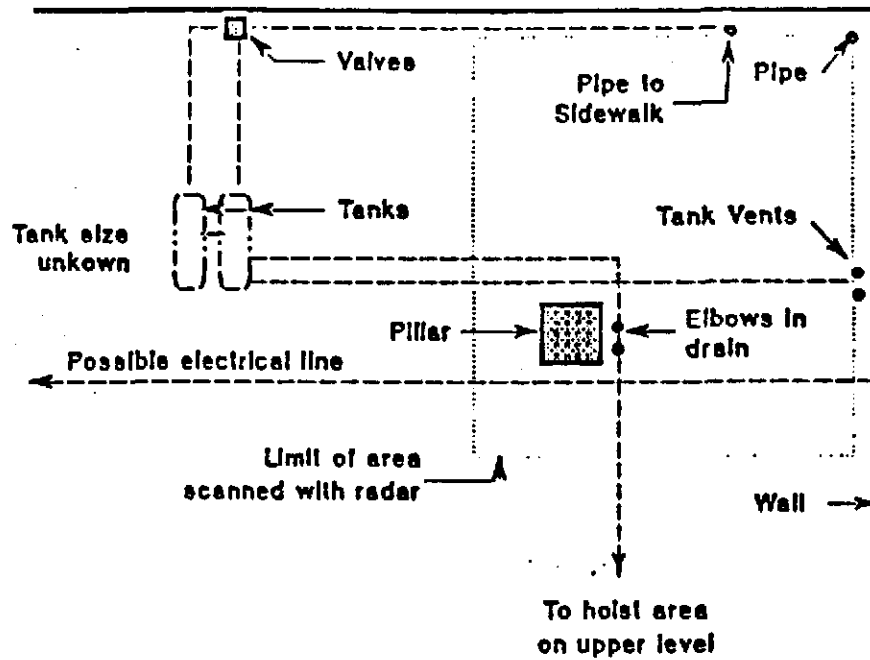 Valves
Pipe to
Sidewalk
Pipe
Tanks
Tank size
unkown
Tank Vents
Pillar
Elbows in
drain
Possible electrical line
Limit of area
scanned with radar
Wall
To hoist area
on upper level